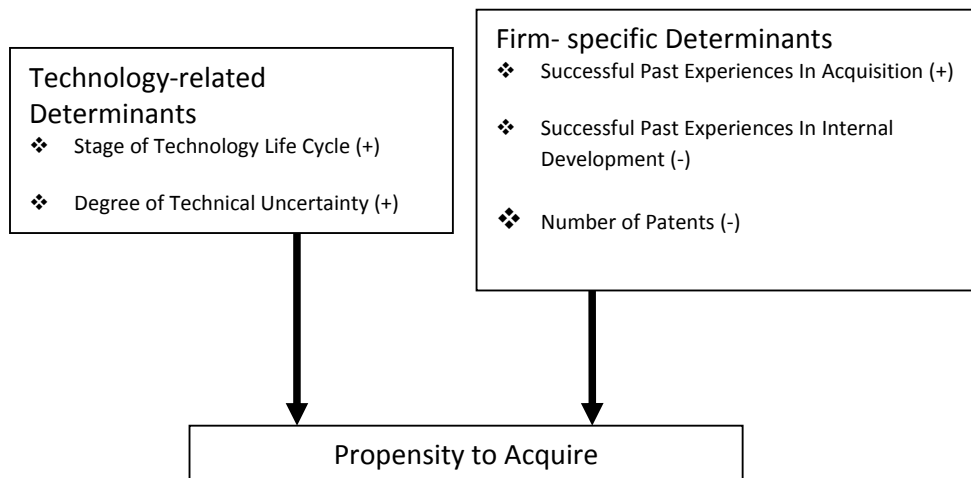 Technology-related
Determinants
❖ Stage of Technology Life Cycle (+)
❖ Degree of Technical Uncertainty (+)
Firm- specific Determinants
❖ Successful Past Experiences In Acquisition (+)
❖ Successful Past Experiences In Internal
Development (-)
❖ Number of Patents (-)
Propensity to Acquire